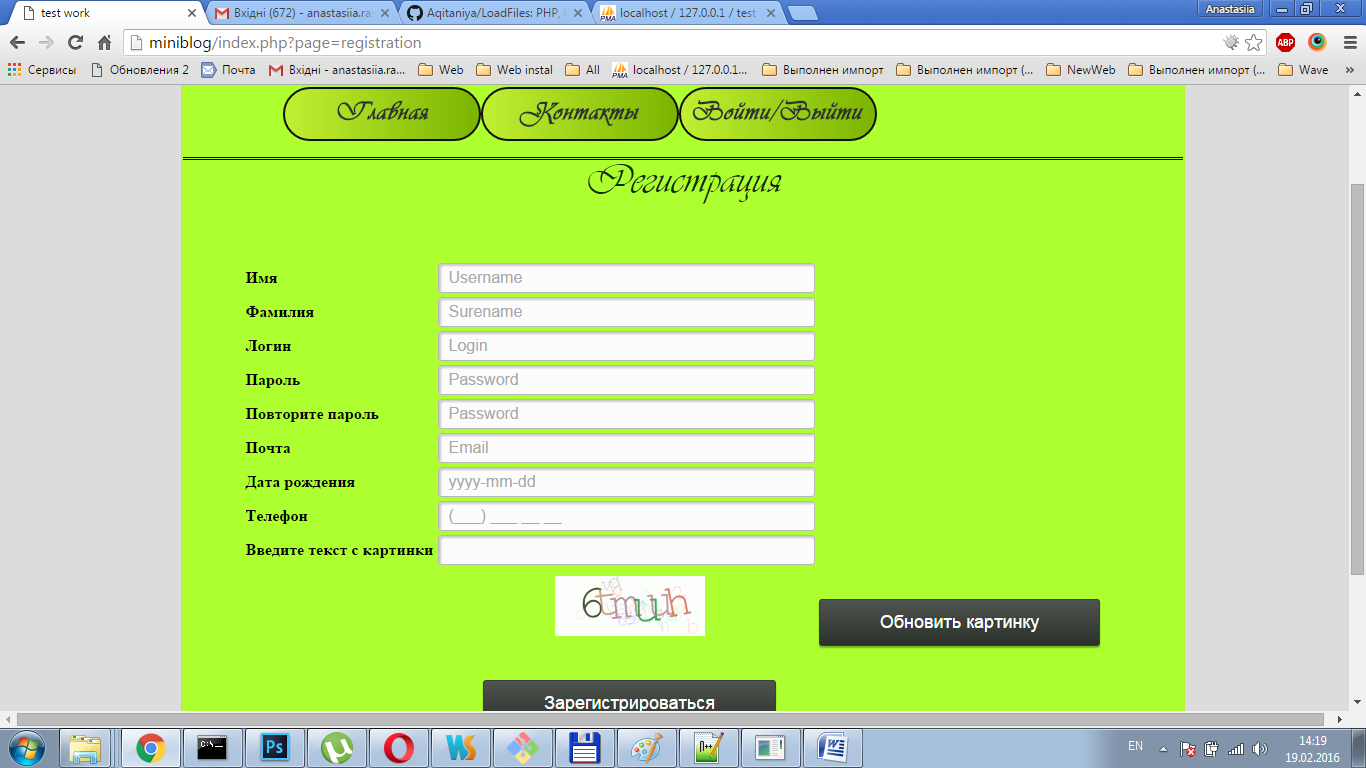 test work
Вхідні (672) - anastasiia.ra
Aqitaniya/LoadFiles: PHP,
localhost / 127.0.0.1 / test
Anastasiia
miniblog/index.php?page=registration
ABP
Сервисы
Обновления 2
Почта
Вхідні - anastasiia.ra...
Web
Web instal
All
localhost / 127.0.0.1...
Выполнен импорт
Выполнен импорт (...
NewWeb
Выполнен импорт (...
Wave
»
Главная
Контакты
Войти/Выйти
Регистрация
Имя
Username
Фамилия
Surename
Логин
Login
Пароль
Password
Повторите пароль
Password
Почта
Email
Дата рождения
yyyy-mm-dd
Телефон
(___) ___ __ __
Введите текст с картинки
6tmuuh
Обновить картинку
Зарегистрироваться
EN
14:19
19.02.2016